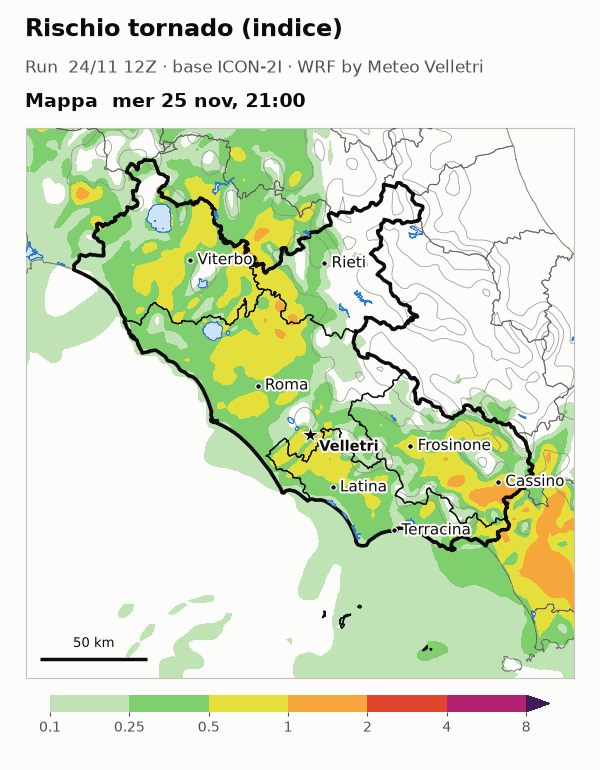 Rischio tornado (indice)
Run 24/11 12Z · base ICON-2I · WRF by Meteo Velletri
Mappa mer 25 nov, 21:00
Viterbo
Rieti
Roma
Velletri
Frosinone
Cassino
Latina
Terracina
50 km
0.1 0.25 0.5 1 2 4 8